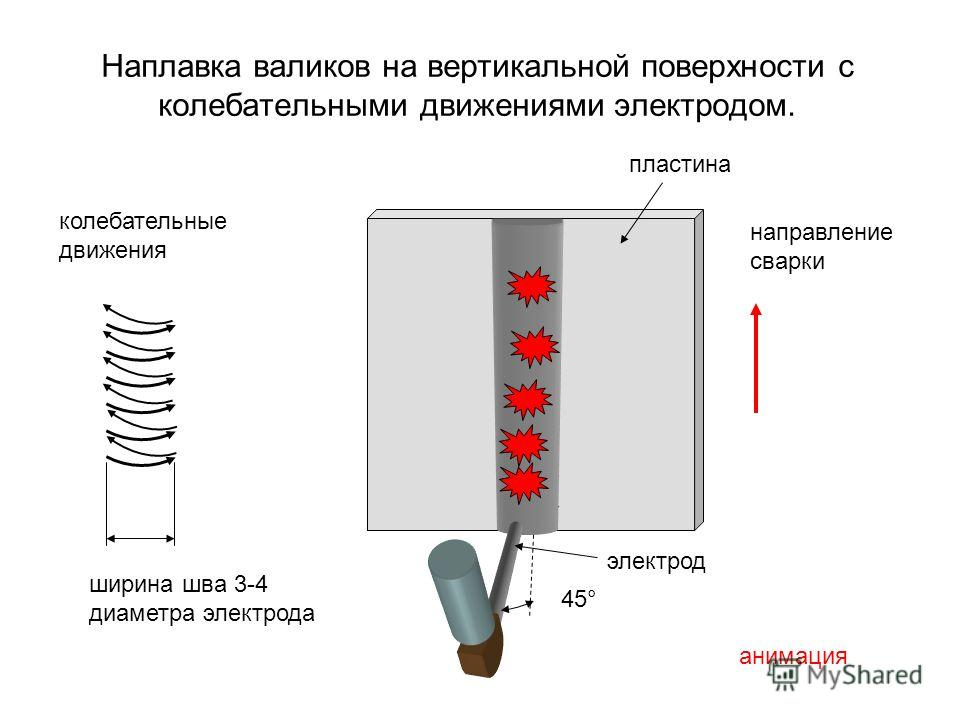 Наплавка валиков на вертикальной поверхности с
колебательными движениями электродом.
пластина
колебательные
движения
направление
сварки
электрод
45°
ширина шва 3-4
диаметра электрода
анимация
MyShared